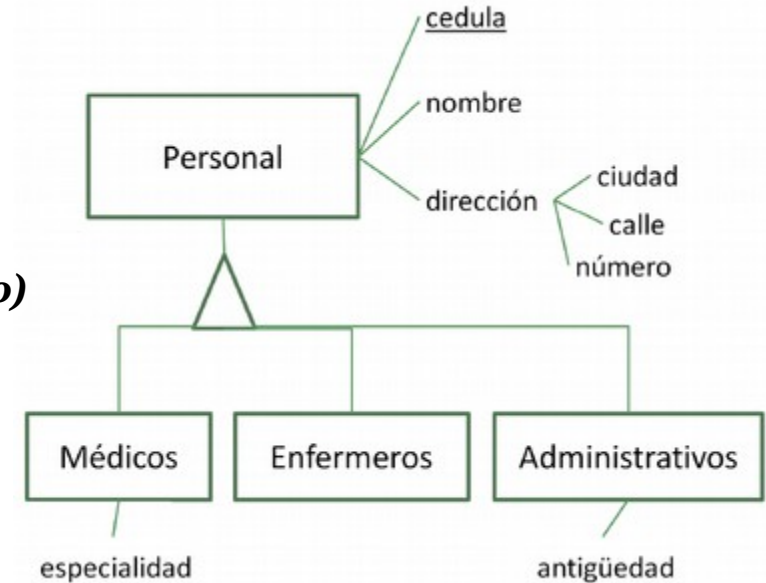 cedula
nombre
Personal
dirección
ciudad
calle
número
o)
Médicos
Enfermeros
Administrativos
especialidad
antigüedad